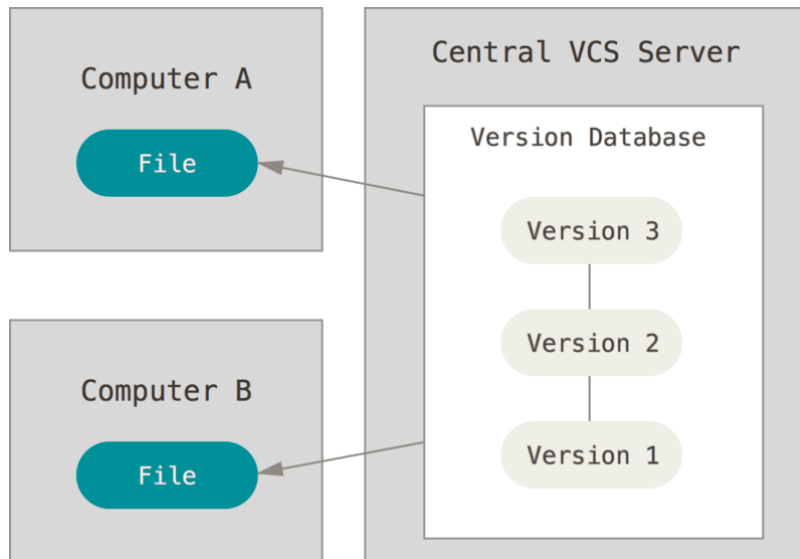 Computer A
File
Computer B
File
Central VCS Server
Version Database
Version 3
Version 2
Version 1